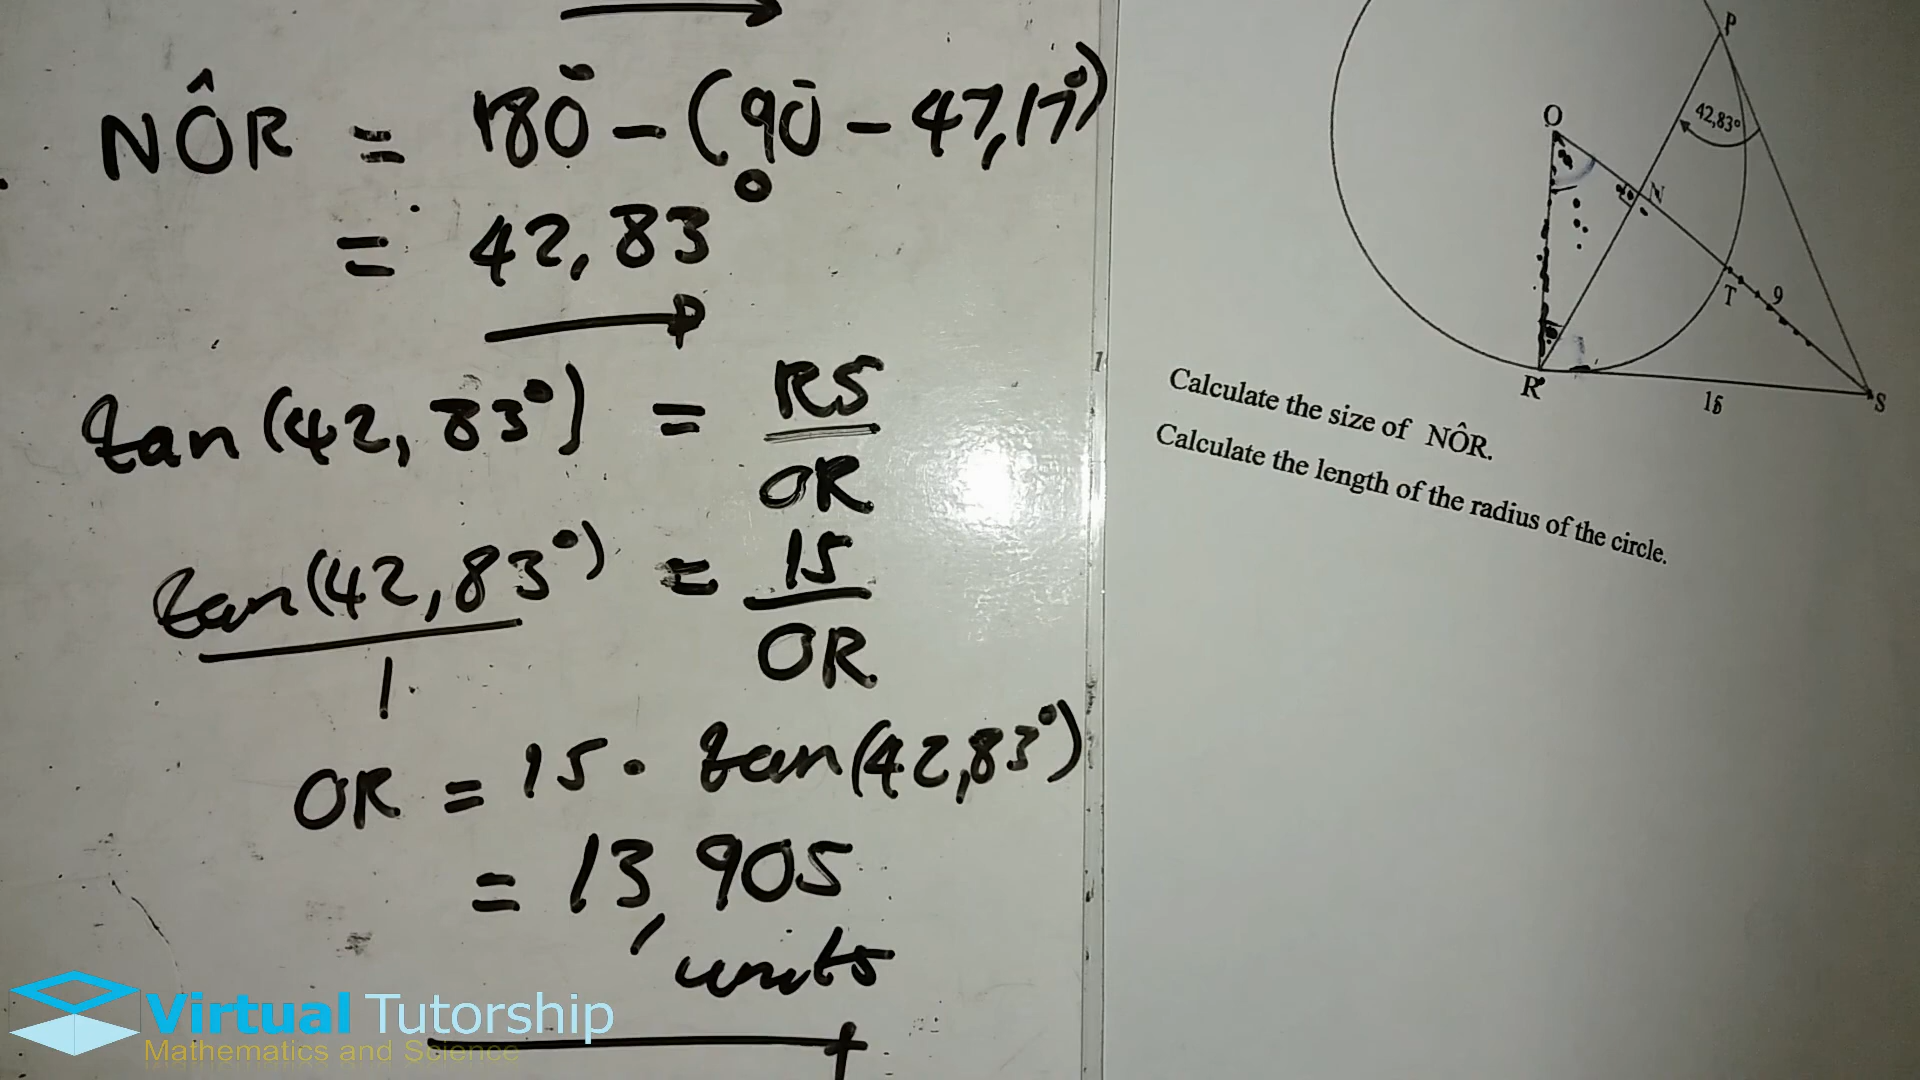 NÔR = 180° - (90° - 47,17°)
= 42,83°
tan(42,83°) = RS
OR
tan(42,83°) = 15
1 OR
OR = 15 · tan(42,83°)
= 13,905
units
P
O
42,83°
N
T
9
R
15
S
Calculate the size of NÔR.
Calculate the length of the radius of the circle.
Virtual Tutorship
Mathematics and Science